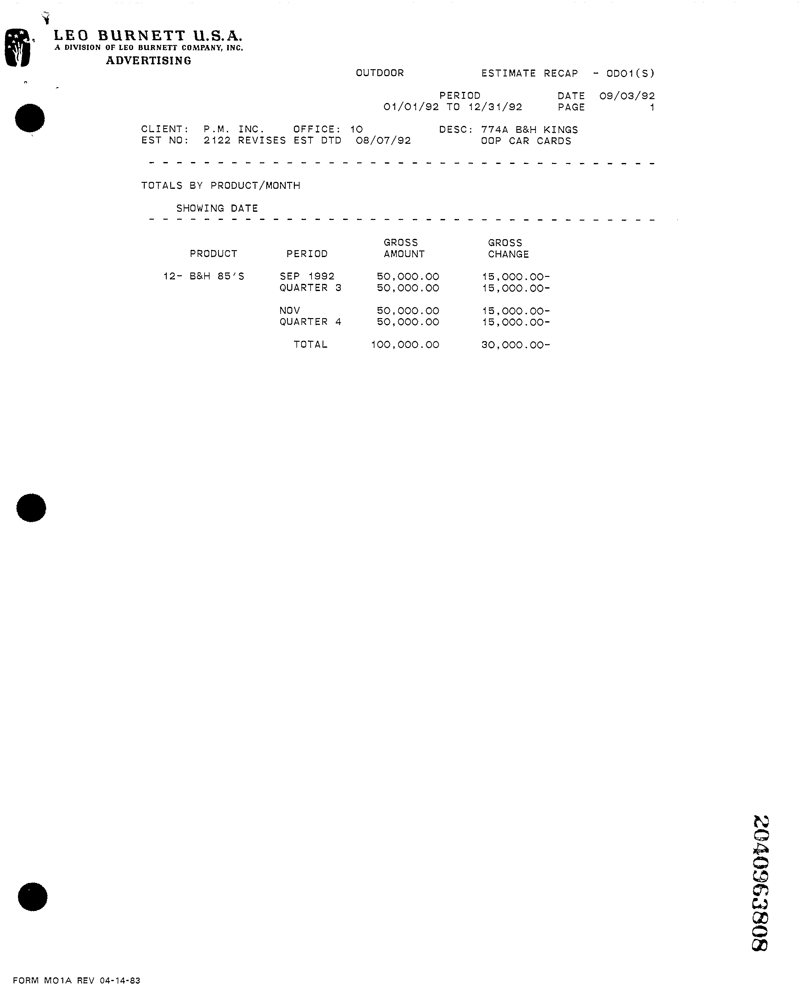 LEO BURNETT U.S.A.
A DIVISION OF LEO BURNETT COMPANY, INC.
ADVERTISING
OUTDOOR ESTIMATE RECAP - OD01(S)
PERIOD DATE 09/03/92
01/01/92 TO 12/31/92 PAGE 1
CLIENT: P.M. INC. OFFICE: 10 DESC: 774A B&H KINGS
EST NO: 2122 REVISES EST DTD 08/07/92 OOP CAR CARDS
- - - - - - - - - - - - - - - - - - - - - - - - - - - - - - - - - - - - -
TOTALS BY PRODUCT/MONTH
SHOWING DATE
- - - - - - - - - - - - - - - - - - - - - - - - - - - - - - - - - - - - -
GROSS GROSS
PRODUCT PERIOD AMOUNT CHANGE
12- B&H 85'S SEP 1992 50,000.00 15,000.00-
QUARTER 3 50,000.00 15,000.00-
NOV 50,000.00 15,000.00-
QUARTER 4 50,000.00 15,000.00-
TOTAL 100,000.00 30,000.00-
2040963808
FORM MO1A REV 04-14-83